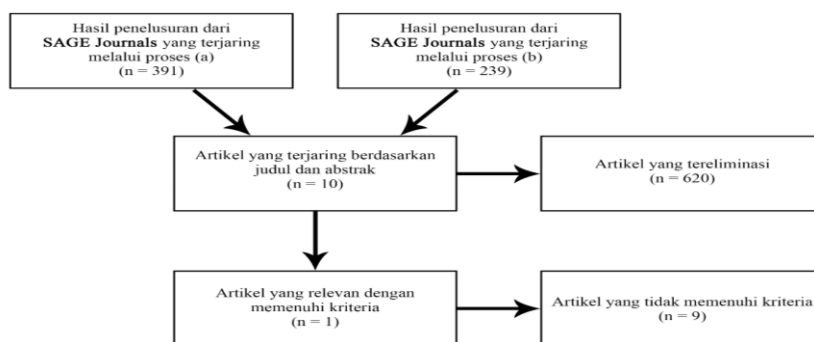 Hasil penelusuran dari
SAGE Journals yang terjaring
melalu proses (a)
(n = 391)
Hasil penelusuran dari
SAGE Journals yang terjaring
melalui proses (b)
(n = 239)
Artikel yang terjaring berdasarkan
judul dan abstrak
(n = 10)
Artikel yang tereliminasi
(n = 620)
Artikel yang relevan dengan
memenuhi kriteria
(n = 1)
Artikel yang tidak memenuhi kriteria
(n = 9)